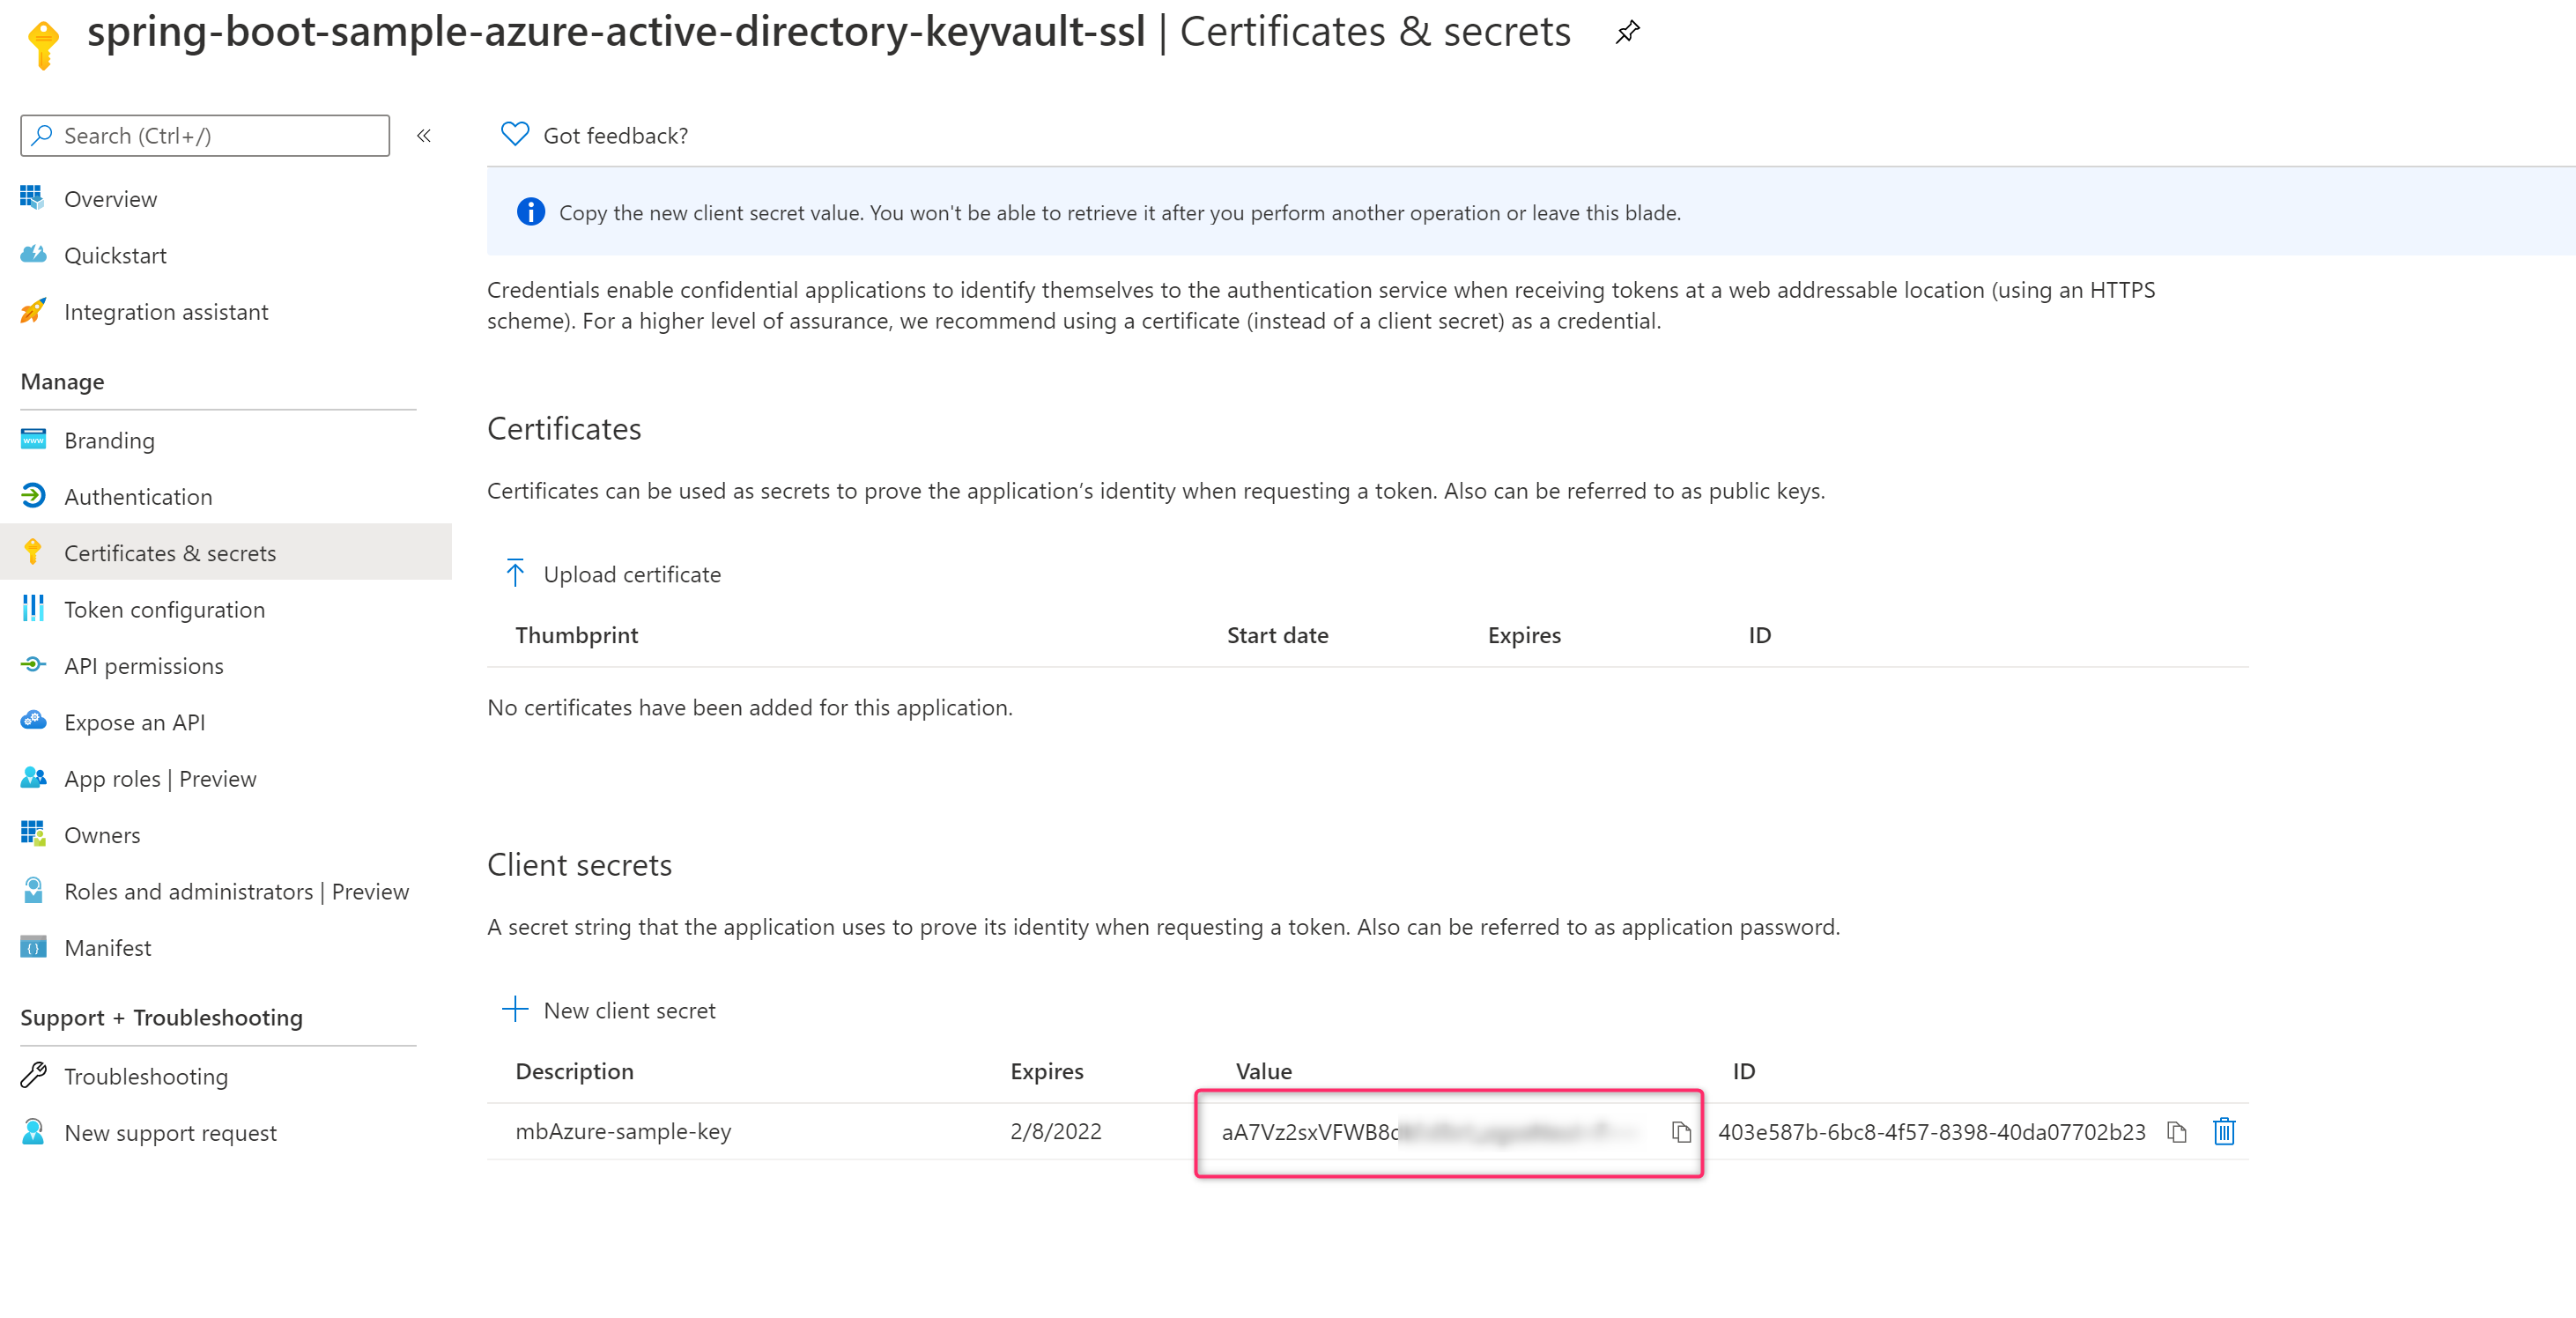 spring-boot-sample-azure-active-directory-keyvault-ssl | Certificates & secrets
Search (Ctrl+/)
«
Overview
Quickstart
Integration assistant
Manage
Branding
Authentication
Certificates & secrets
Token configuration
API permissions
Expose an API
App roles | Preview
Owners
Roles and administrators | Preview
Manifest
Support + Troubleshooting
Troubleshooting
New support request
Got feedback?
Copy the new client secret value. You won't be able to retrieve it after you perform another operation or leave this blade.
Credentials enable confidential applications to identify themselves to the authentication service when receiving tokens at a web addressable location (using an HTTPS
scheme). For a higher level of assurance, we recommend using a certificate (instead of a client secret) as a credential.
Certificates
Certificates can be used as secrets to prove the application’s identity when requesting a token. Also can be referred to as public keys.
Upload certificate
Thumbprint Start date Expires ID
No certificates have been added for this application.
Client secrets
A secret string that the application uses to prove its identity when requesting a token. Also can be referred to as application password.
New client secret
Description Expires Value ID
mbAzure-sample-key 2/8/2022 403e587b-6bc8-4f57-8398-40da07702b23